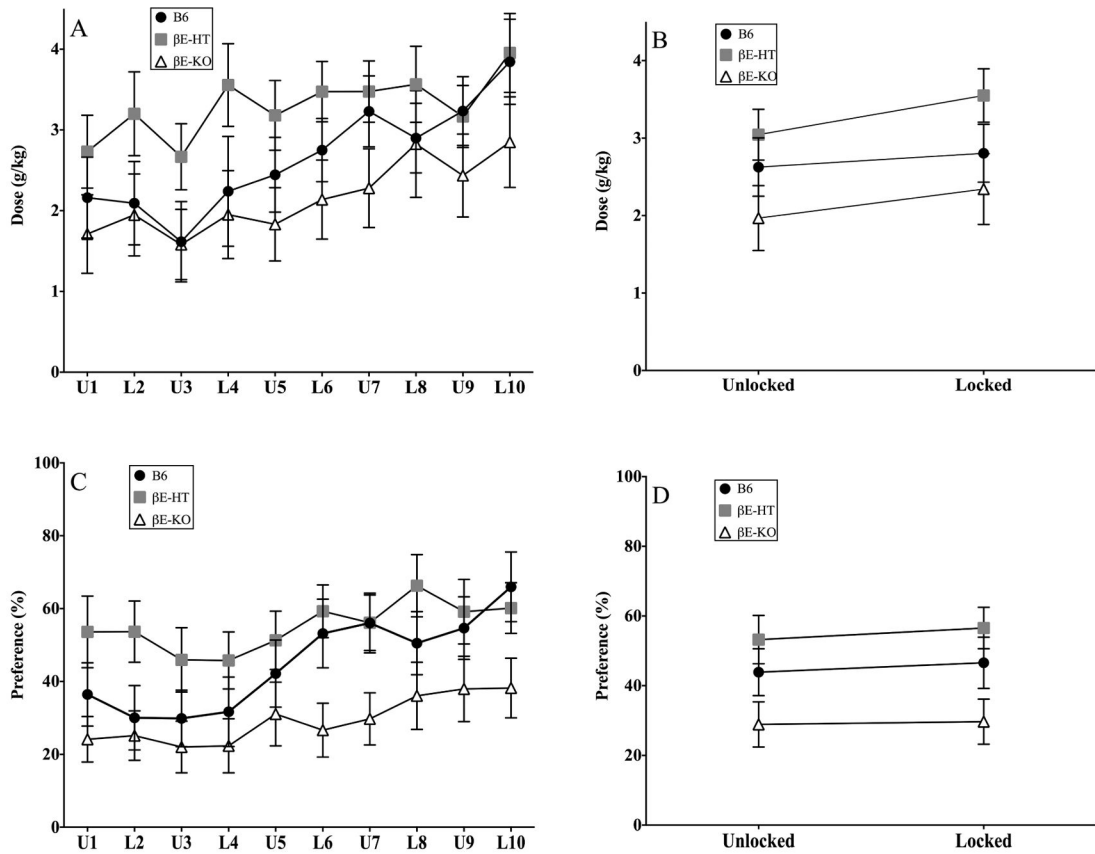 A
B6
βE-HT
βE-KO
Dose (g/kg)
4
3
2
1
0
U1 L2 U3 L4 U5 L6 U7 L8 U9 L10
B
B6
βE-HT
βE-KO
Dose (g/kg)
4
3
2
1
0
Unlocked Locked
C
B6
βE-HT
βE-KO
Preference (%)
100
80
60
40
20
0
U1 L2 U3 L4 U5 L6 U7 L8 U9 L10
D
B6
βE-HT
βE-KO
Preference (%)
100
80
60
40
20
0
Unlocked Locked